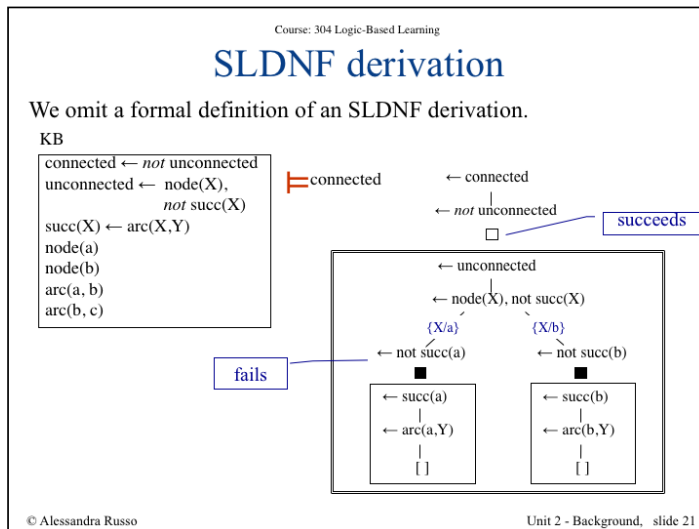 Course: 304 Logic-Based Learning
SLDNF derivation
We omit a formal definition of an SLDNF derivation.
KB
connected ← not unconnected
unconnected ← node(X),
not succ(X)
succ(X) ← arc(X,Y)
node(a)
node(b)
arc(a, b)
arc(b, c)
⊨ connected
← connected
← not unconnected
□
succeeds
← unconnected
← node(X), not succ(X)
{X/a} {X/b}
← not succ(a) ← not succ(b)
■ ■
fails
← succ(a)
← arc(a,Y)
[ ]
← succ(b)
← arc(b,Y)
[ ]
© Alessandra Russo
Unit 2 - Background, slide 21